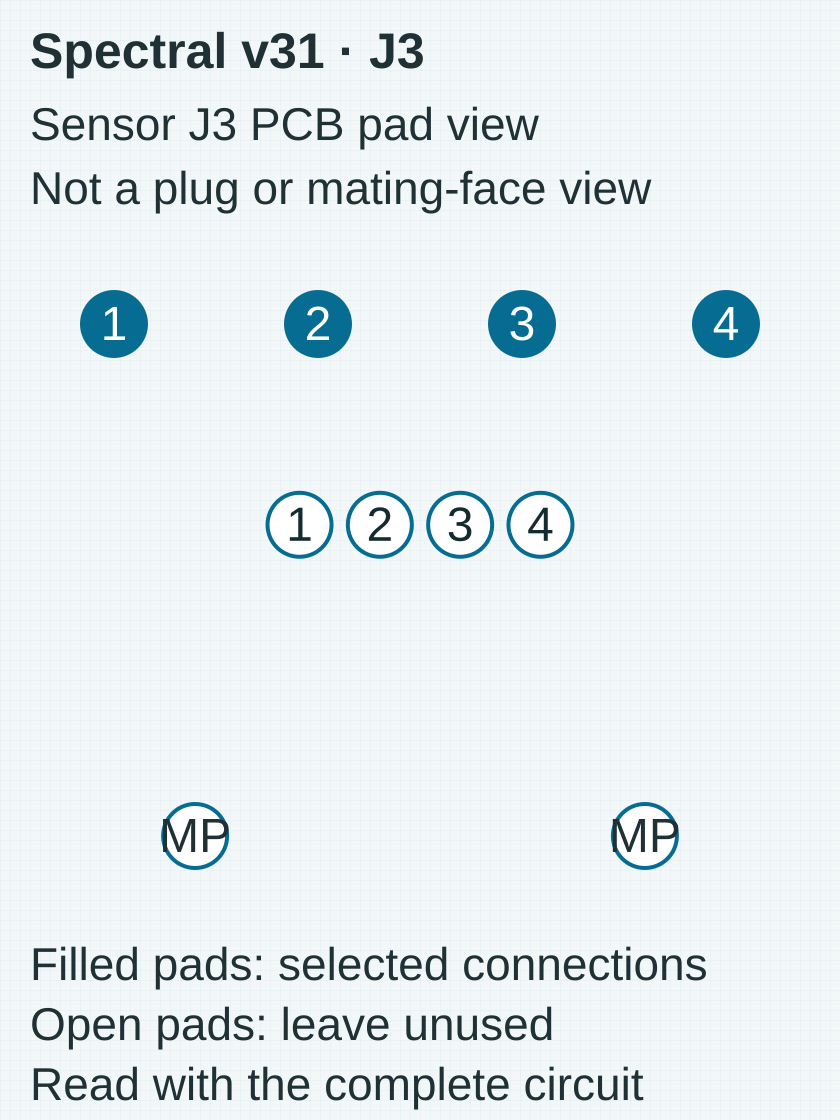 Spectral v31 · J3
Sensor J3 PCB pad view
Not a plug or mating-face view
1 2 3 4
1 2 3 4
MP MP
Filled pads: selected connections
Open pads: leave unused
Read with the complete circuit